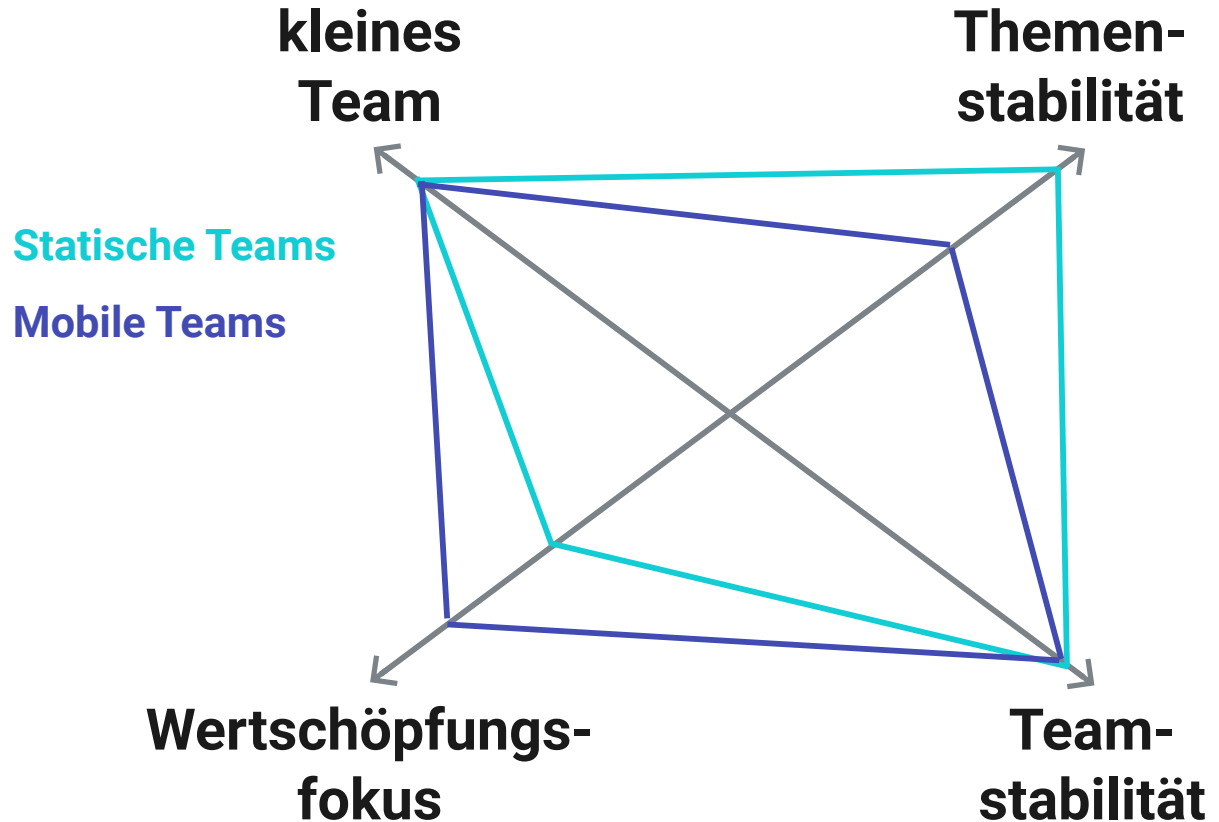 kleines
Team
Themen-
stabilität
Statische Teams
Mobile Teams
Wertschöpfungs-
fokus
Team-
stabilität